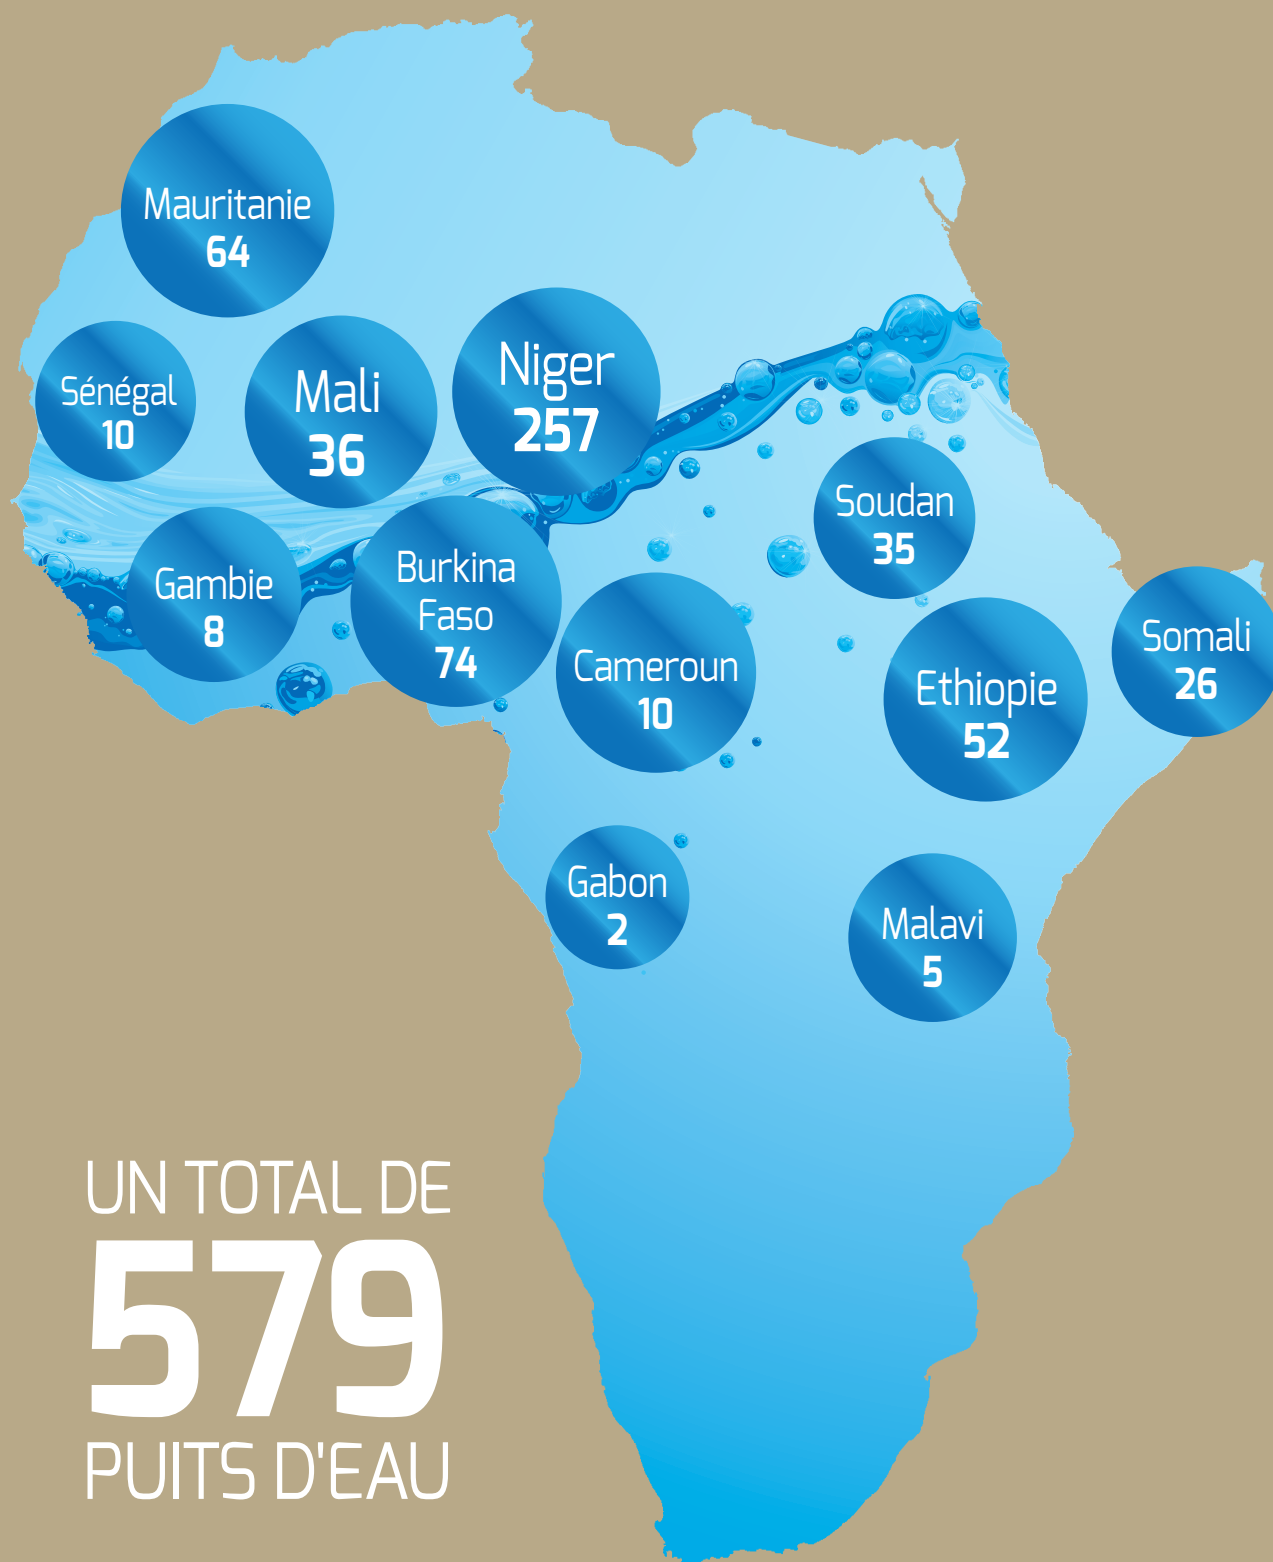 Mauritanie
64
Sénégal
10
Mali
36
Niger
257
Soudan
35
Gambie
8
Burkina
Faso
74
Cameroun
10
Ethiopie
52
Somali
26
Gabon
2
Malavi
5
UN TOTAL DE
579
PUITS D'EAU